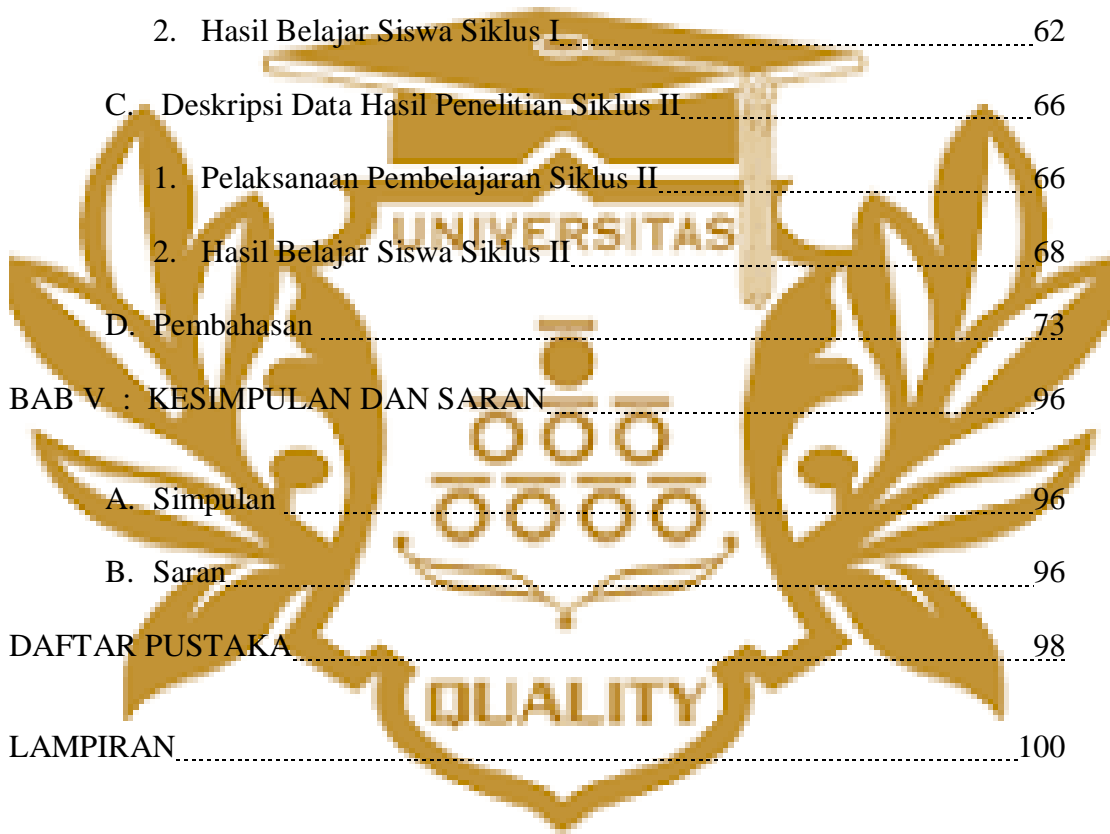 2. Hasil Belajar Siswa Siklus I 62
C. Deskripsi Data Hasil Penelitian Siklus II 66
1. Pelaksanaan Pembelajaran Siklus II 66
UNIVERSITAS
2. Hasil Belajar Siswa Siklus II 68
D. Pembahasan 73
BAB V : KESIMPULAN DAN SARAN 96
A. Simpulan 96
B. Saran 96
DAFTAR PUSTAKA 98
QUALITY
LAMPIRAN 100